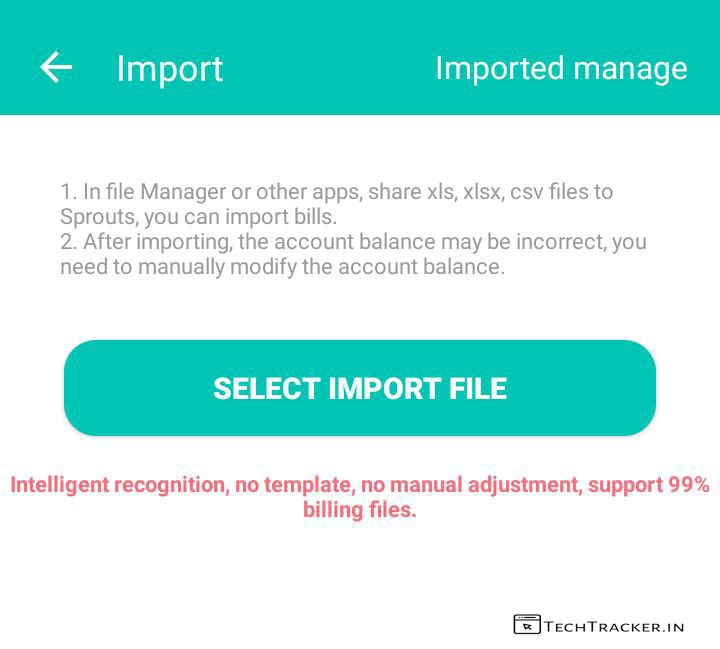 Import
Imported manage
1. In file Manager or other apps, share xls, xlsx, csv files to
Sprouts, you can import bills.
2. After importing, the account balance may be incorrect, you
need to manually modify the account balance.
SELECT IMPORT FILE
Intelligent recognition, no template, no manual adjustment, support 99%
billing files.
TECHTRACKER.IN